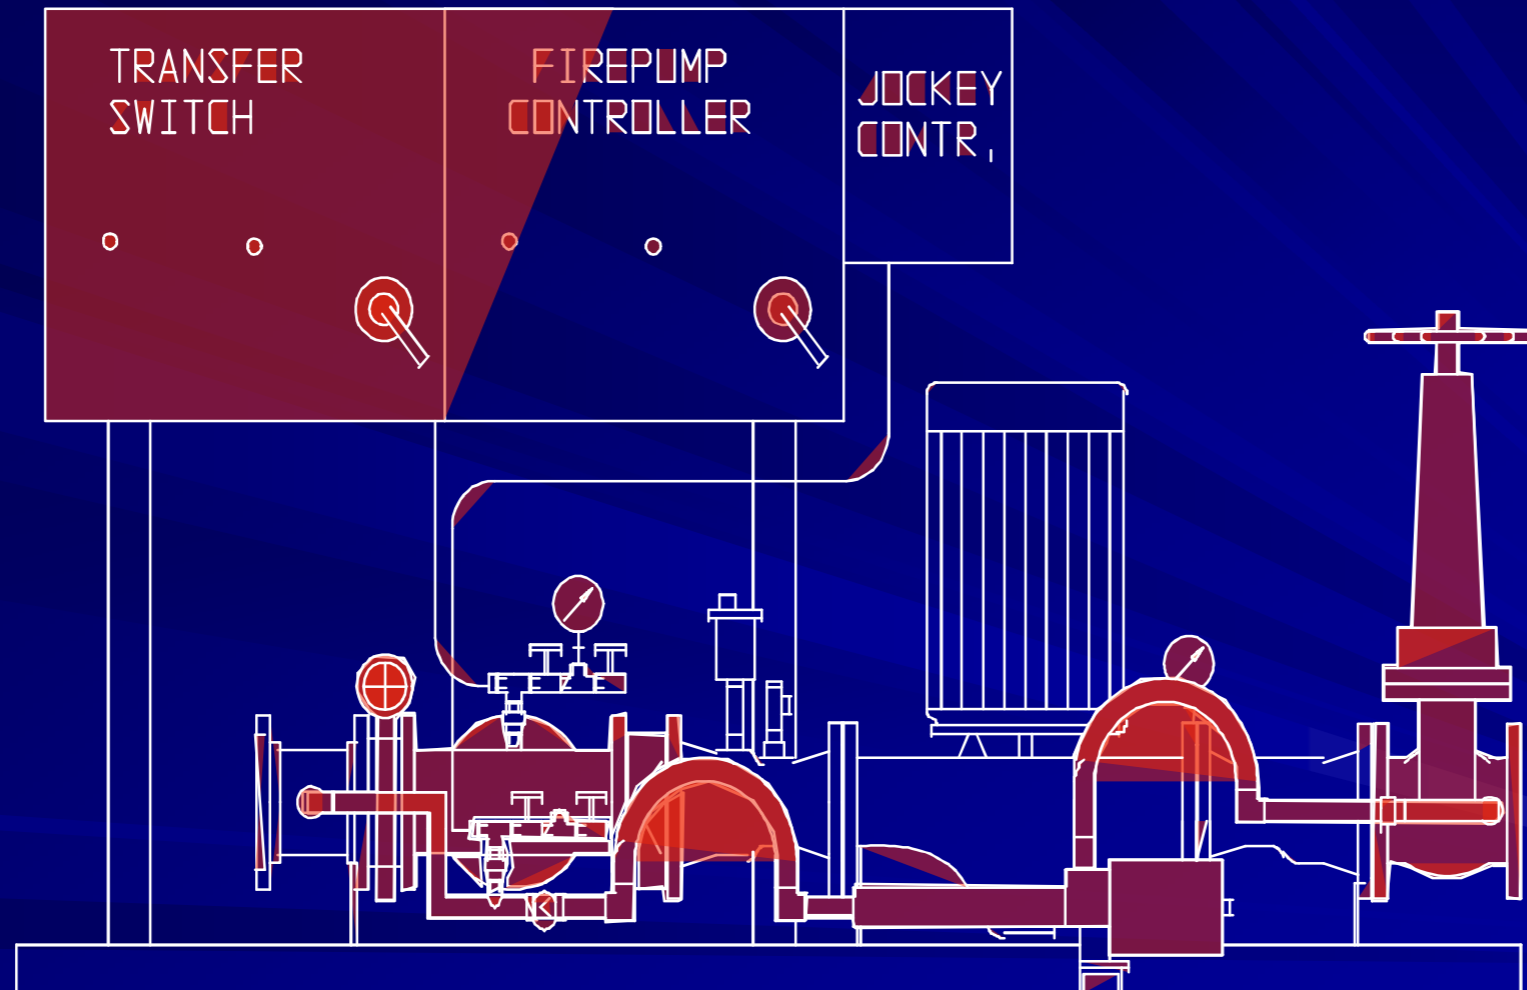 TRANSFER
SWITCH
FIREPUMP
CONTROLLER
JOCKEY
CONTR,